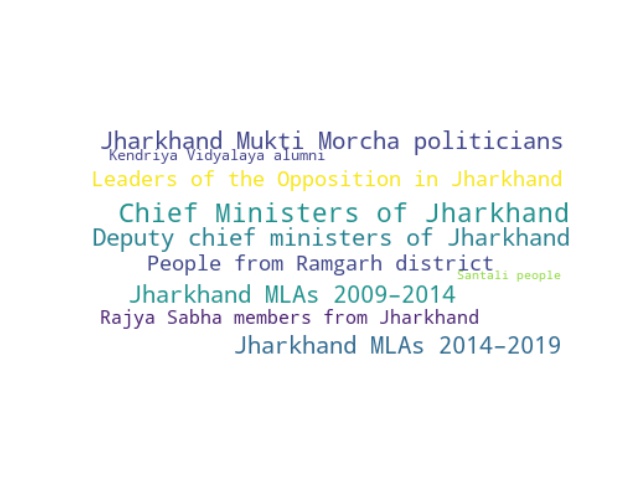 Jharkhand Mukti Morcha politicians
Kendriya Vidyalaya alumni
Leaders of the Opposition in Jharkhand
Chief Ministers of Jharkhand
Deputy chief ministers of Jharkhand
People from Ramgarh district
Santali people
Jharkhand MLAs 2009–2014
Rajya Sabha members from Jharkhand
Jharkhand MLAs 2014–2019